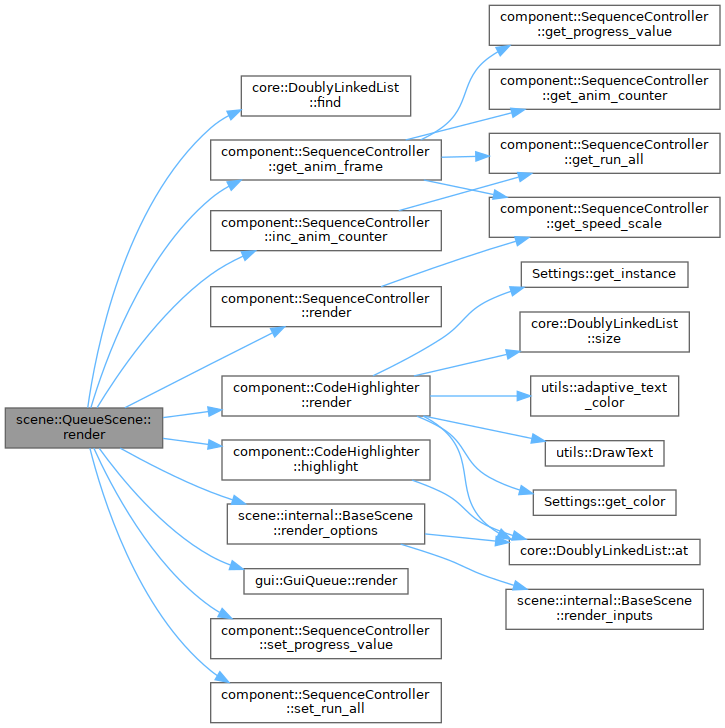 scene::QueueScene::
render
core::DoublyLinkedList
::find
component::SequenceController
::get_anim_frame
component::SequenceController
::inc_anim_counter
component::SequenceController
::render
component::CodeHighlighter
::render
component::CodeHighlighter
::highlight
scene::internal::BaseScene
::render_options
gui::GuiQueue::render
component::SequenceController
::set_progress_value
component::SequenceController
::set_run_all
component::SequenceController
::get_progress_value
component::SequenceController
::get_anim_counter
component::SequenceController
::get_run_all
component::SequenceController
::get_speed_scale
Settings::get_instance
core::DoublyLinkedList
::size
utils::adaptive_text
_color
utils::DrawText
Settings::get_color
core::DoublyLinkedList::at
scene::internal::BaseScene
::render_inputs